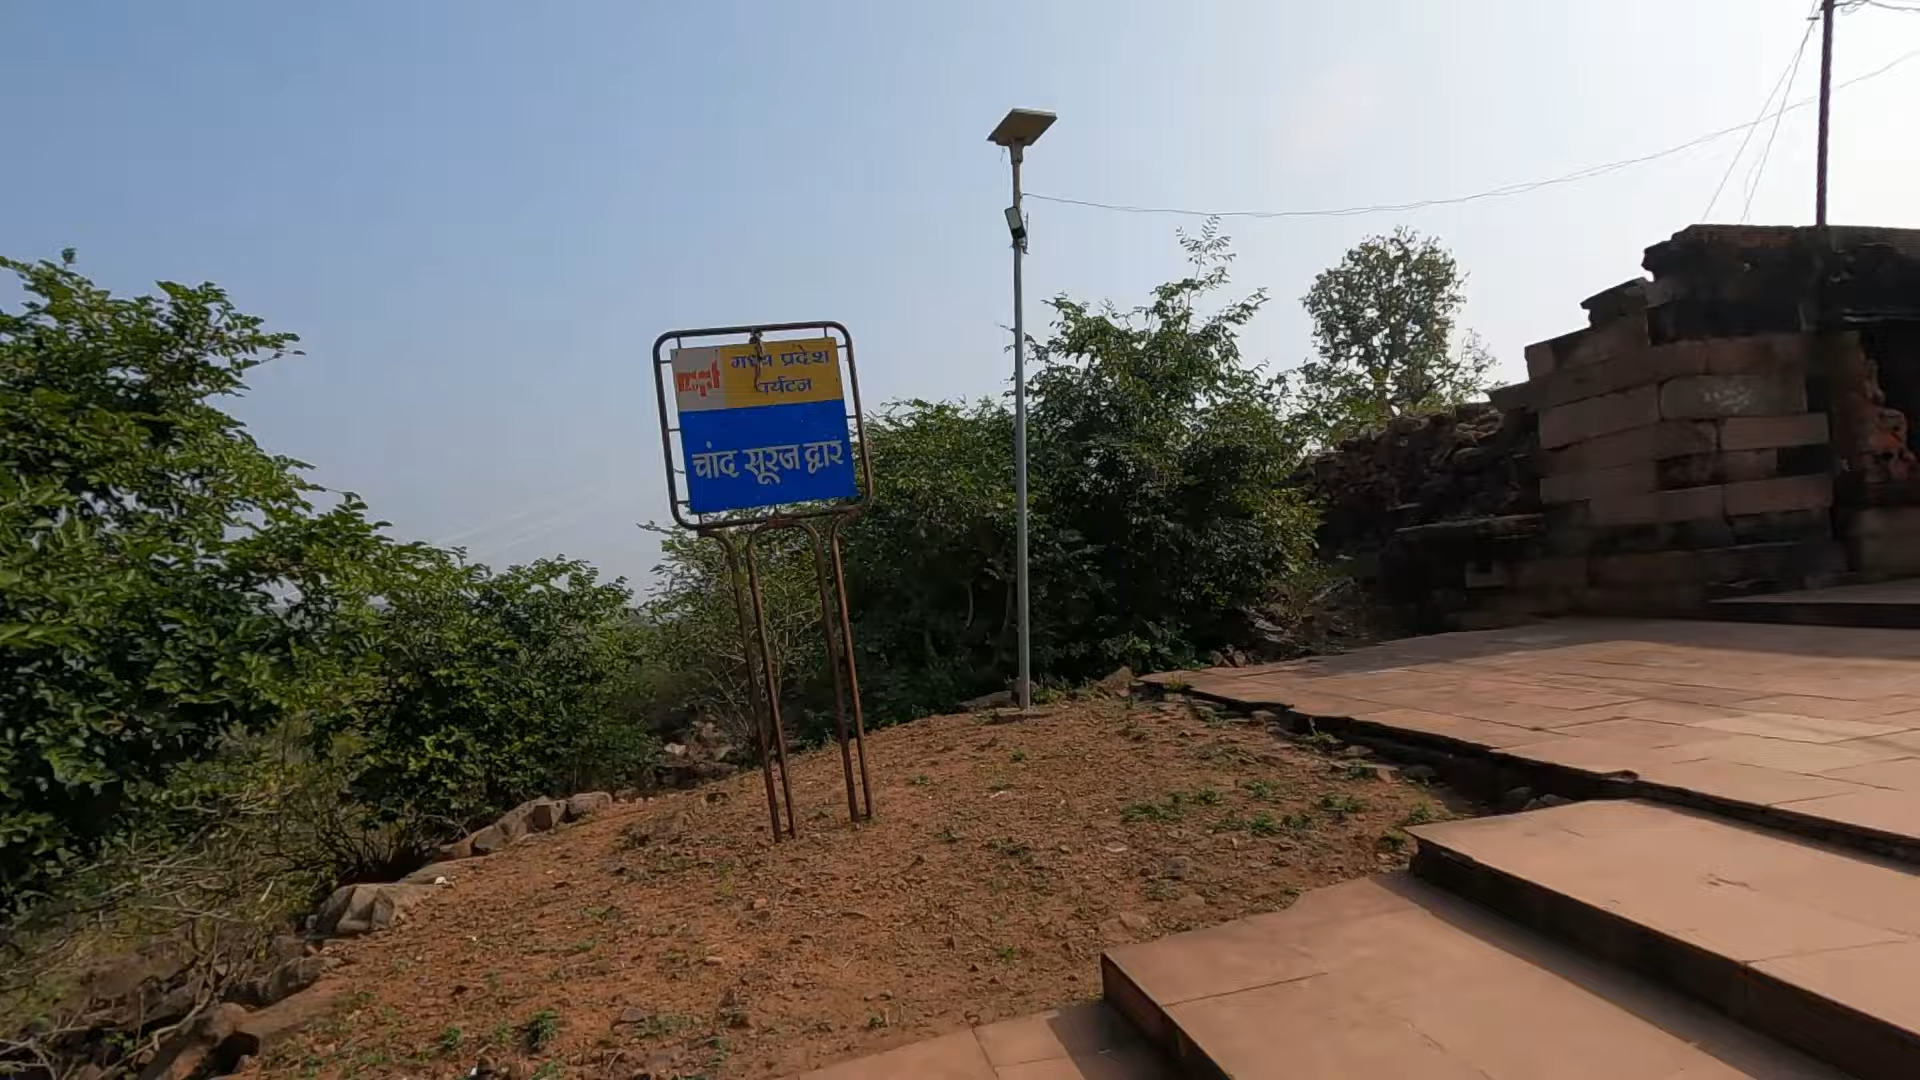 मध्य प्रदेश
पर्यटन
चांद सूरज द्वार